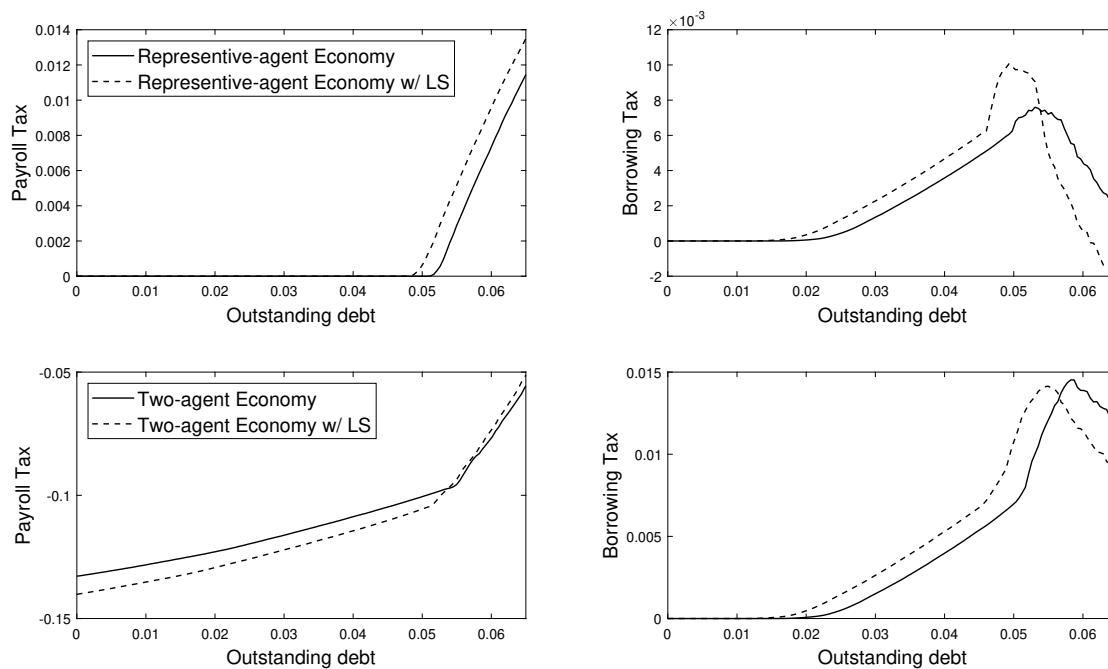 0.014
0.012
0.01
0.008
0.006
0.004
0.002
0
Payroll Tax
Representive-agent Economy
Representive-agent Economy w/ LS
0 0.01 0.02 0.03 0.04 0.05 0.06
Outstanding debt
×10-3
12
10
8
6
4
2
0
-2
Borrowing Tax
0 0.01 0.02 0.03 0.04 0.05 0.06
Outstanding debt
-0.05
-0.1
-0.15
Payroll Tax
Two-agent Economy
Two-agent Economy w/ LS
0 0.01 0.02 0.03 0.04 0.05 0.06
Outstanding debt
0.015
0.01
0.005
0
Borrowing Tax
0 0.01 0.02 0.03 0.04 0.05 0.06
Outstanding debt